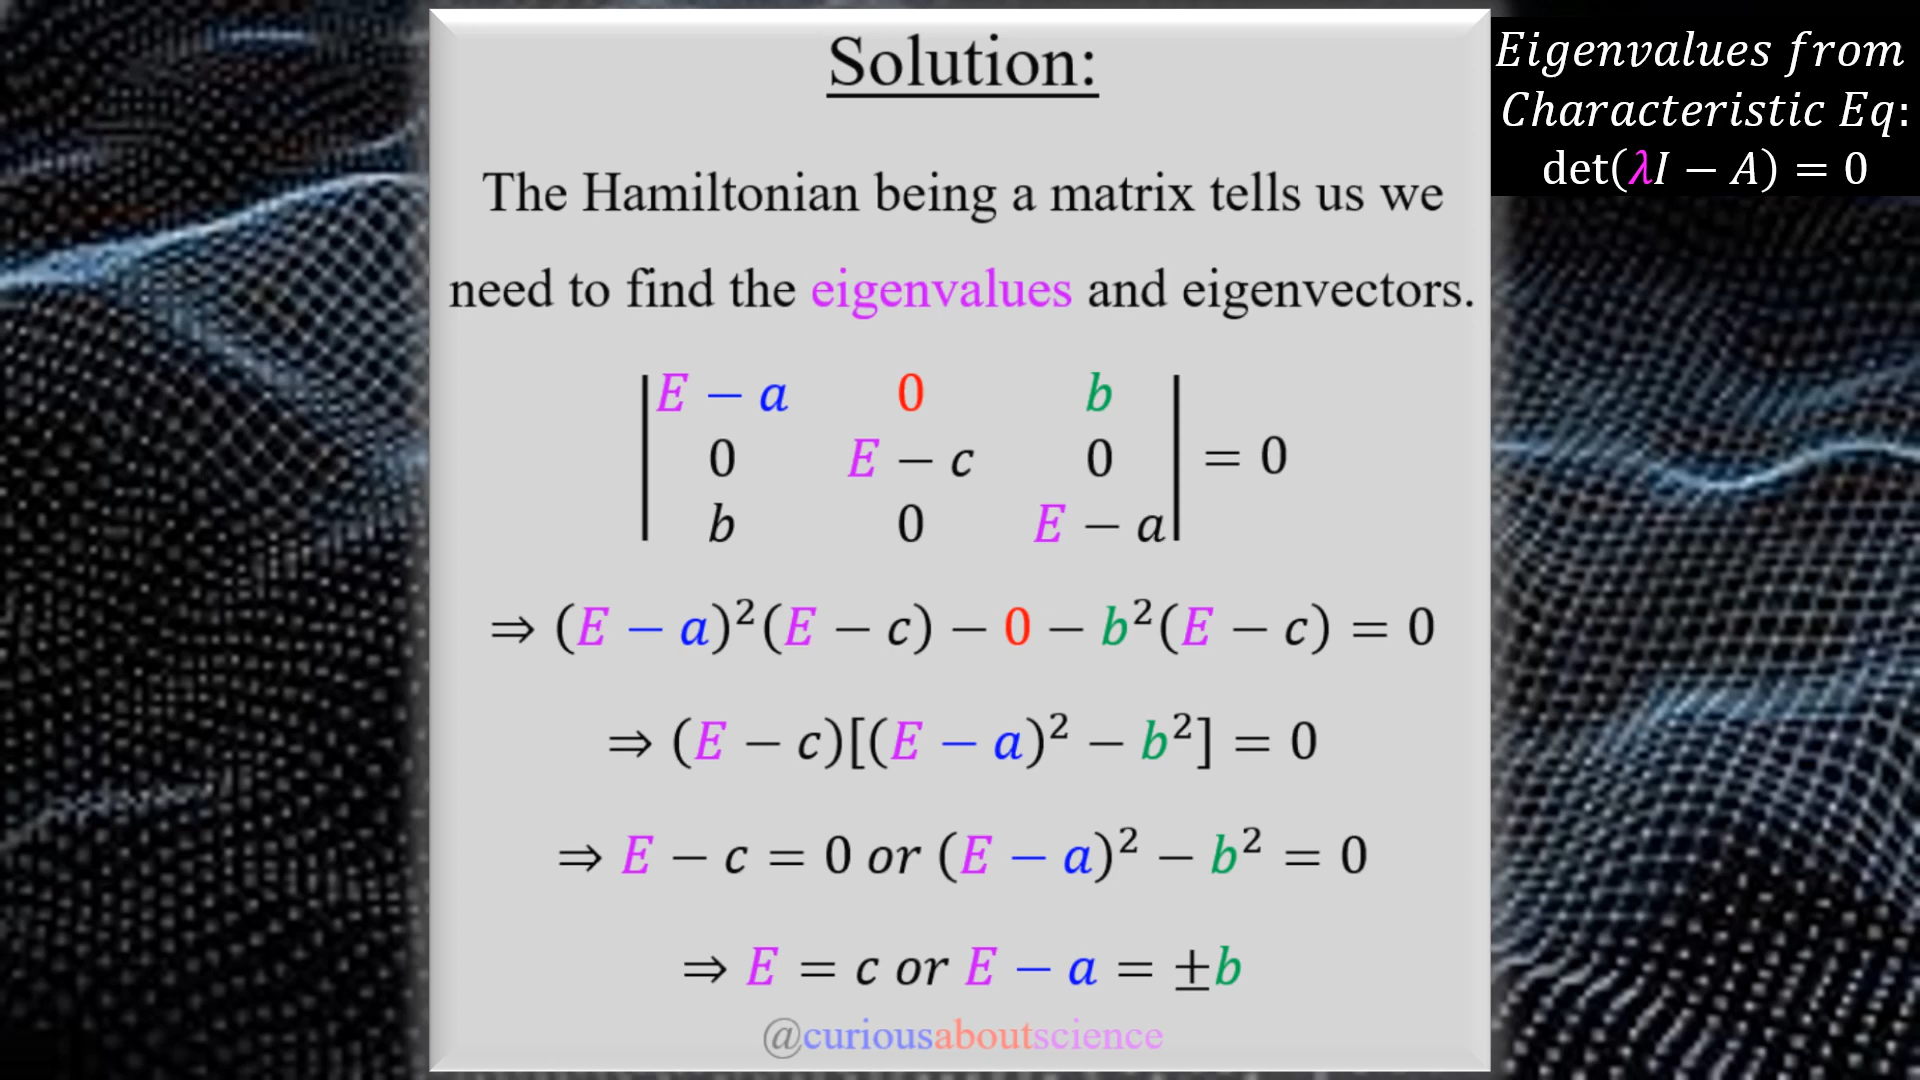 Solution:
Eigenvalues from
Characteristic Eq:
det(λI − A) = 0
The Hamiltonian being a matrix tells us we
need to find the eigenvalues and eigenvectors.
|E − a 0 b|
|0 E − c 0| = 0
|b 0 E − a|
⇒ (E − a)²(E − c) − 0 − b²(E − c) = 0
⇒ (E − c)[(E − a)² − b²] = 0
⇒ E − c = 0 or (E − a)² − b² = 0
⇒ E = c or E − a = ±b
@curiousaboutscience